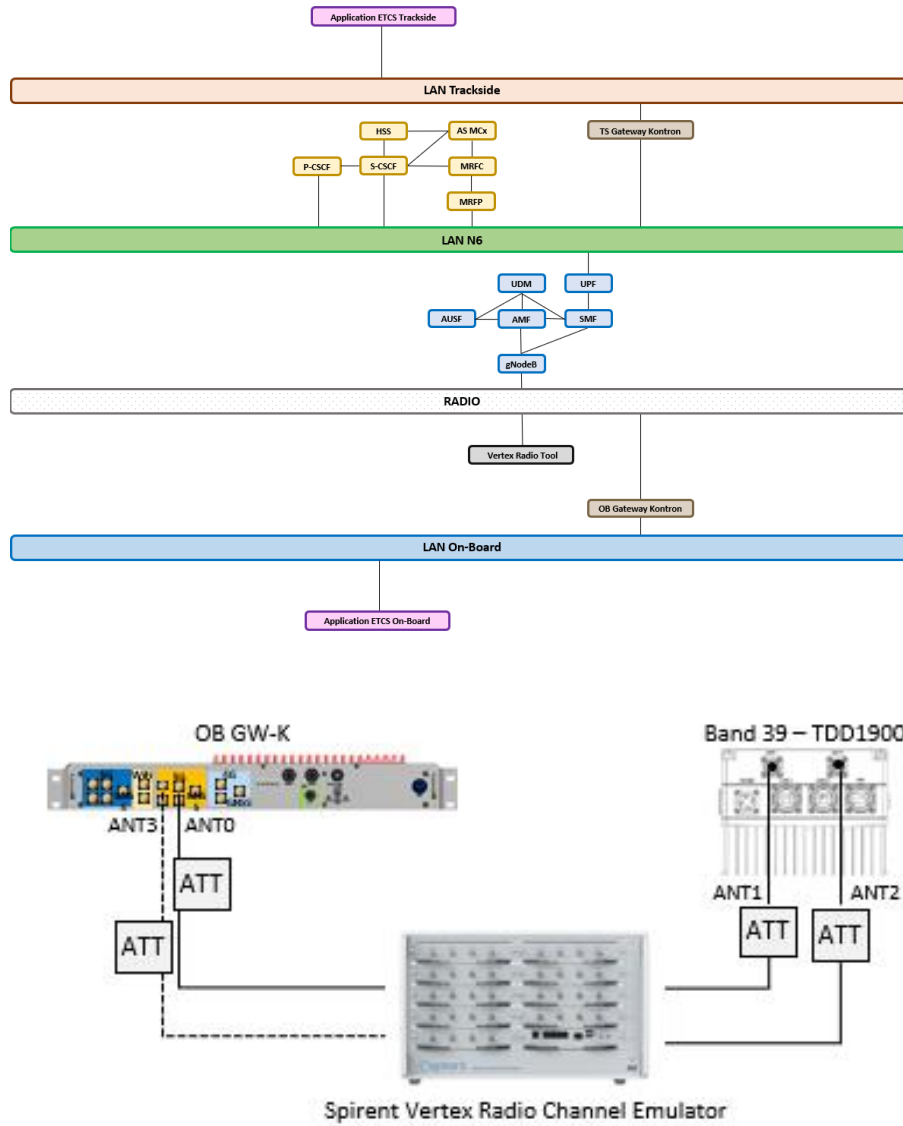 Application ETCS Trackside
LAN Trackside
HSS
AS MCx
TS Gateway Kontron
P-CSCF
S-CSCF
MRFC
MRFP
LAN N6
UDM
UPF
AUSF
AMF
SMF
gNodeB
RADIO
Vertex Radio Tool
OB Gateway Kontron
LAN On-Board
Application ETCS On-Board
OB GW-K
Band 39 – TDD1900
ANT3
ANT0
ATT
ATT
ANT1
ANT2
ATT
ATT
Spirent Vertex Radio Channel Emulator